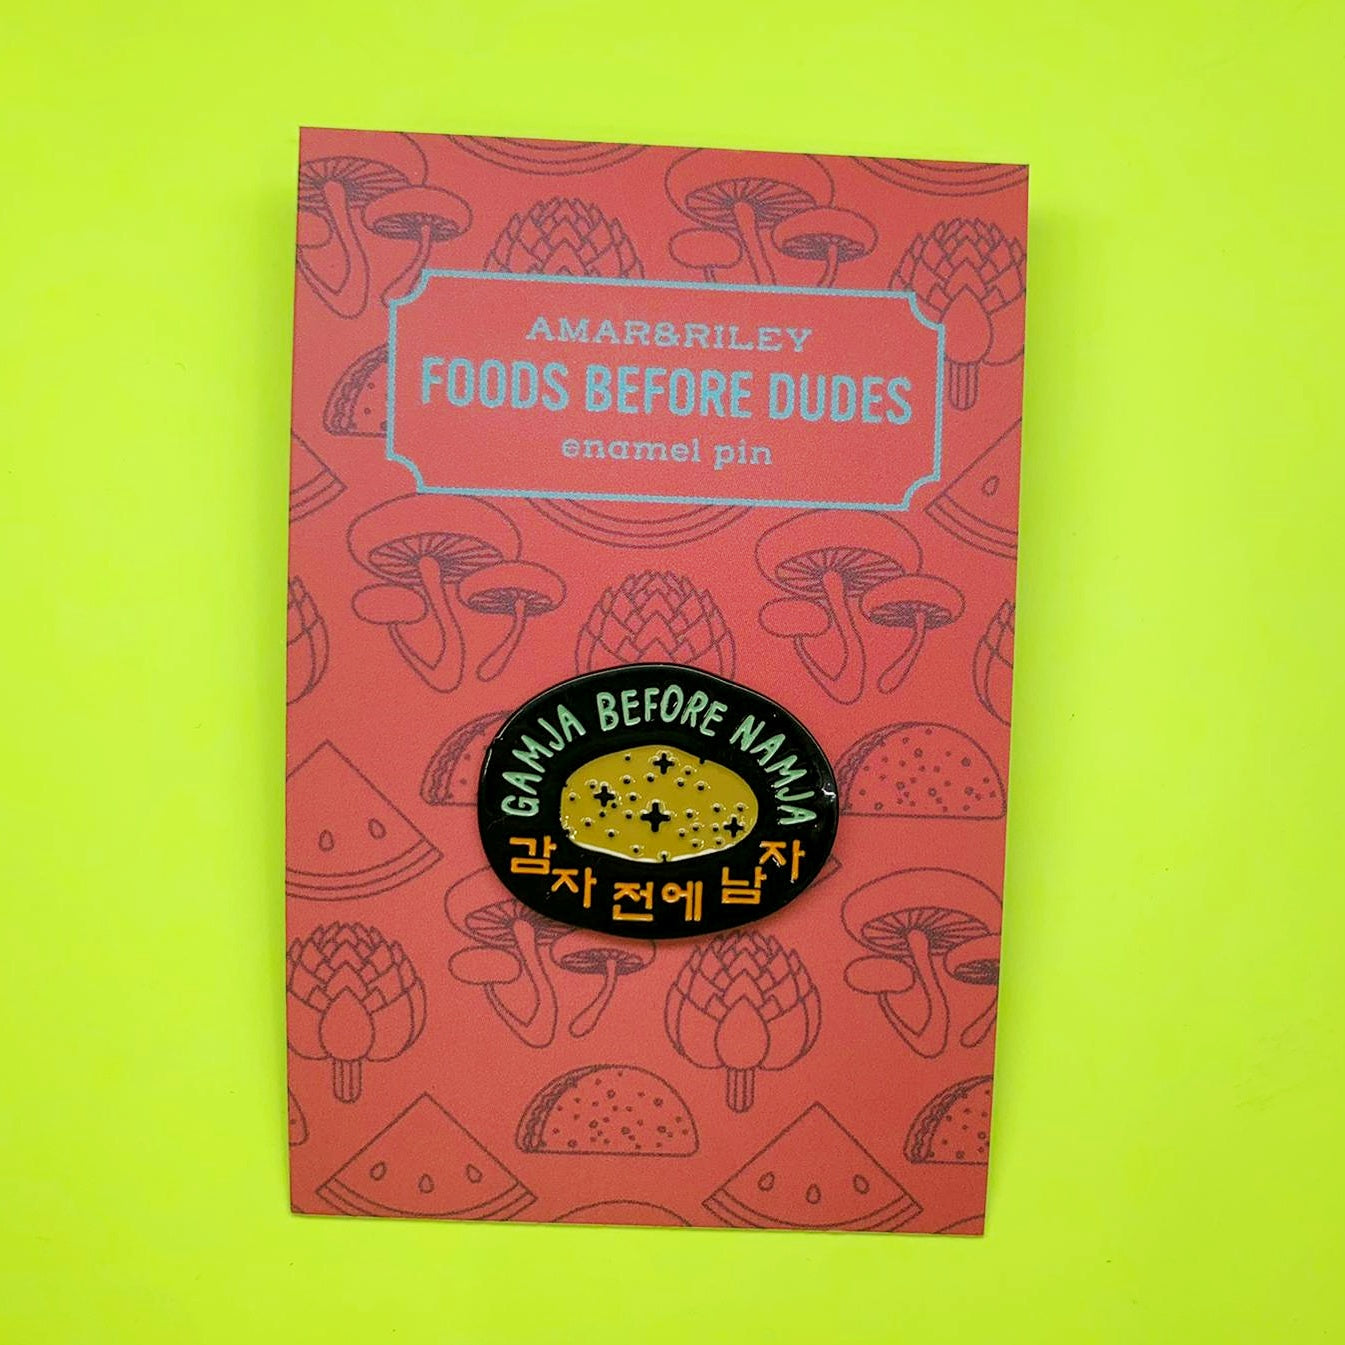 AMAR&RILEY
FOODS BEFORE DUDES
enamel pin
GAMJA BEFORE NAMJA
감자 전에 남자